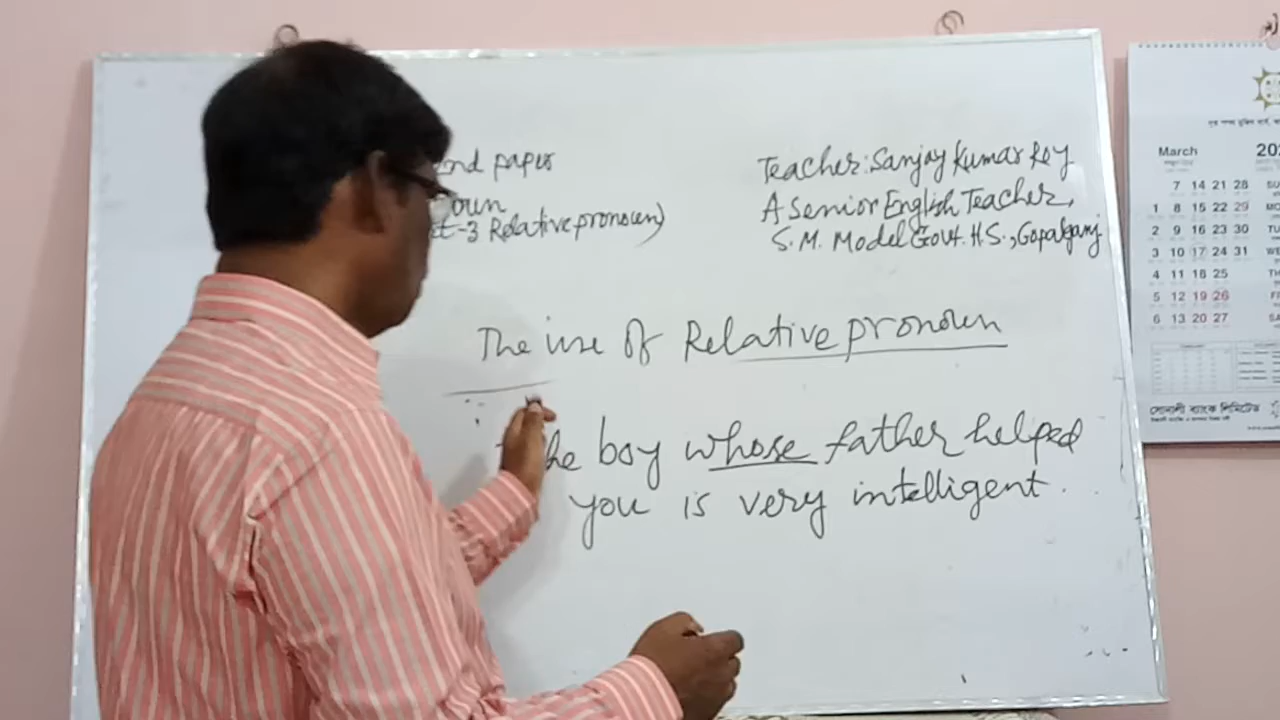 2nd paper
Teacher: Sanjay Kumar Roy
A Senior English Teacher,
S.M. Model Govt. H.S., Gopalganj
-3 Relative pronoun)
The use of Relative pronoun
The boy whose father helped
you is very intelligent.
March
7 14 21 28
1 8 15 22 29
2 9 16 23 30
3 10 17 24 31
4 11 18 25
5 12 19 26
6 13 20 27
সোনালী ব্যাংক লিমিটেড